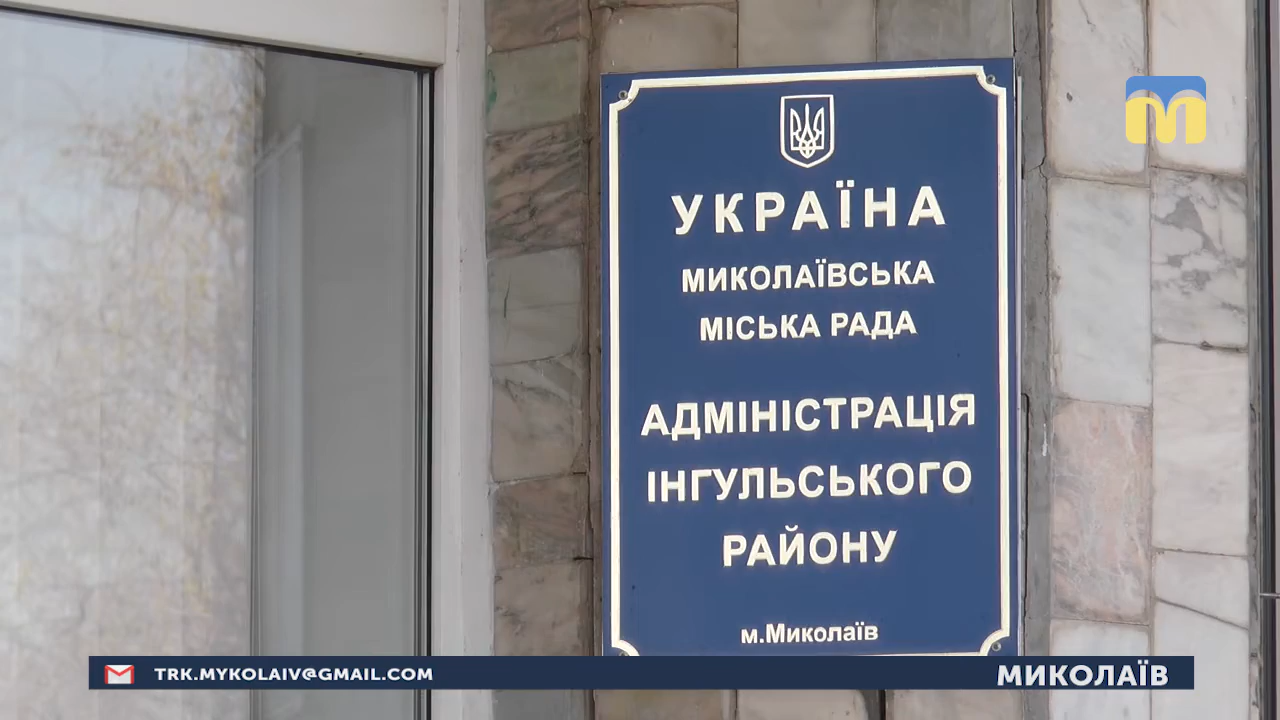 УКРАЇНА
МИКОЛАЇВСЬКА
МІСЬКА РАДА
АДМІНІСТРАЦІЯ
ІНГУЛЬСЬКОГО
РАЙОНУ
м.Миколаїв
TRK.MYKOLAIV@GMAIL.COM
МИКОЛАЇВ